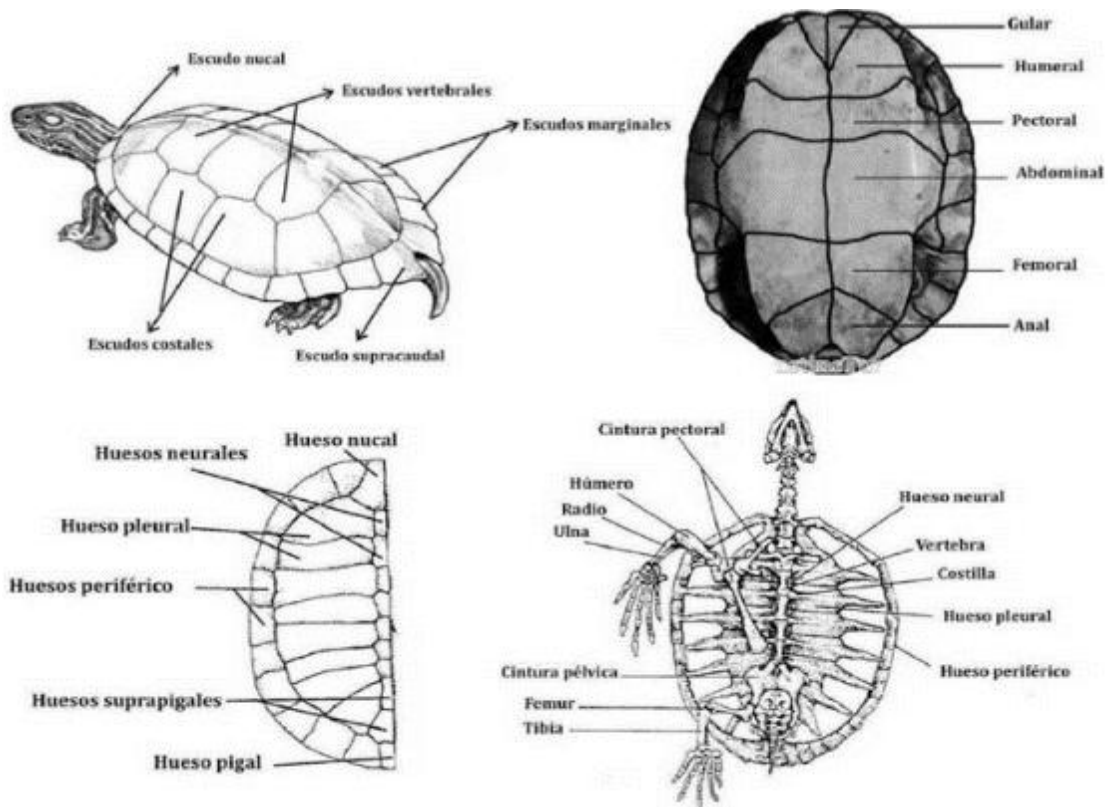 Escudo nucal
Escudos vertebrales
Escudos marginales
Escudos costales
Escudo supracaudal
Gular
Humeral
Pectoral
Abdominal
Femoral
Anal
Hueso nucal
Huesos neurales
Hueso pleural
Huesos periférico
Huesos suprapigales
Hueso pigal
Cintura pectoral
Húmero
Radio
Ulna
Hueso neural
Vertebra
Costilla
Hueso pleural
Hueso periférico
Cintura pélvica
Femur
Tibia